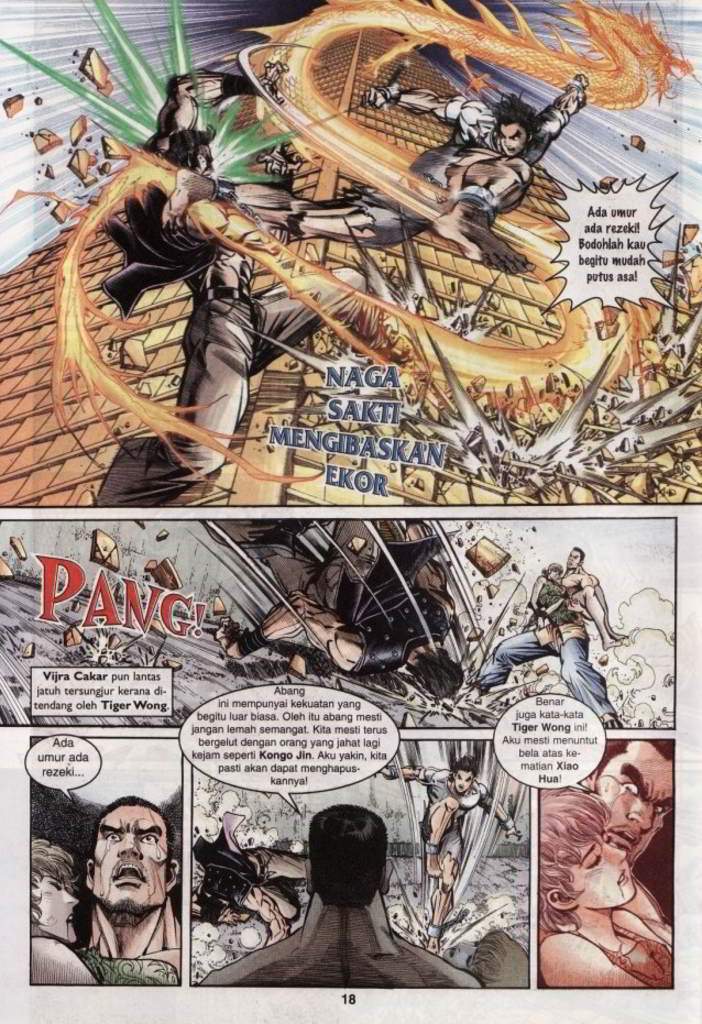 Ada umur
ada rezeki!
Bodohlah kau
begitu mudah
putus asa!
NAGA
SAKTI
MENGIBASKAN
EKOR
PANG!
Vijra Cakar pun lantas
jatuh tersungjur kerana di-
tendang oleh Tiger Wong.
Ada
umur ada
rezeki...
Abang
ini mempunyai kekuatan yang
begitu luar biasa. Oleh itu abang mesti
jangan lemah semangat. Kita mesti terus
bergelut dengan orang yang jahat lagi
kejam seperti Kongo Jin. Aku yakin, kita
pasti akan dapat menghapus-
kannya!
Benar
juga kata-kata
Tiger Wong ini!
Aku mesti menuntut
bela atas ke-
matian Xiao
Hua!
18